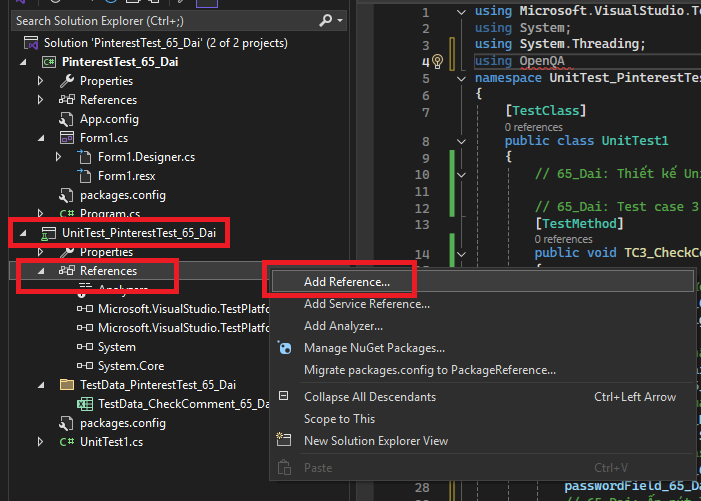 Search Solution Explorer (Ctrl+;)
Solution 'PinterestTest_65_Dai' (2 of 2 projects)
PinterestTest_65_Dai
Properties
References
App.config
Form1.cs
Form1.Designer.cs
Form1.resx
packages.config
C# Program.cs
UnitTest_PinterestTest_65_Dai
Properties
References
Analyzers
Microsoft.VisualStudio.TestPlatfo
Microsoft.VisualStudio.TestPlatfo
System
System.Core
TestData_PinterestTest_65_Dai
TestData_CheckComment_65_Da
packages.config
C# UnitTest1.cs
Add Reference...
Add Service Reference...
Add Analyzer...
Manage NuGet Packages...
Migrate packages.config to PackageReference...
Collapse All Descendants Ctrl+Left Arrow
Scope to This
New Solution Explorer View
Paste Ctrl+V
1 using Microsoft.VisualStudio.Te
2 using System;
3 using System.Threading;
4 using OpenQA
5 namespace UnitTest_PinterestTes
6 {
7 [TestClass]
0 references
8 public class UnitTest1
9 {
10 // 65_Dai: Thiết kế Uni
11
12 // 65_Dai: Test case 3
13 [TestMethod]
0 references
14 public void TC3_CheckCo
28 passWordField_65_Da